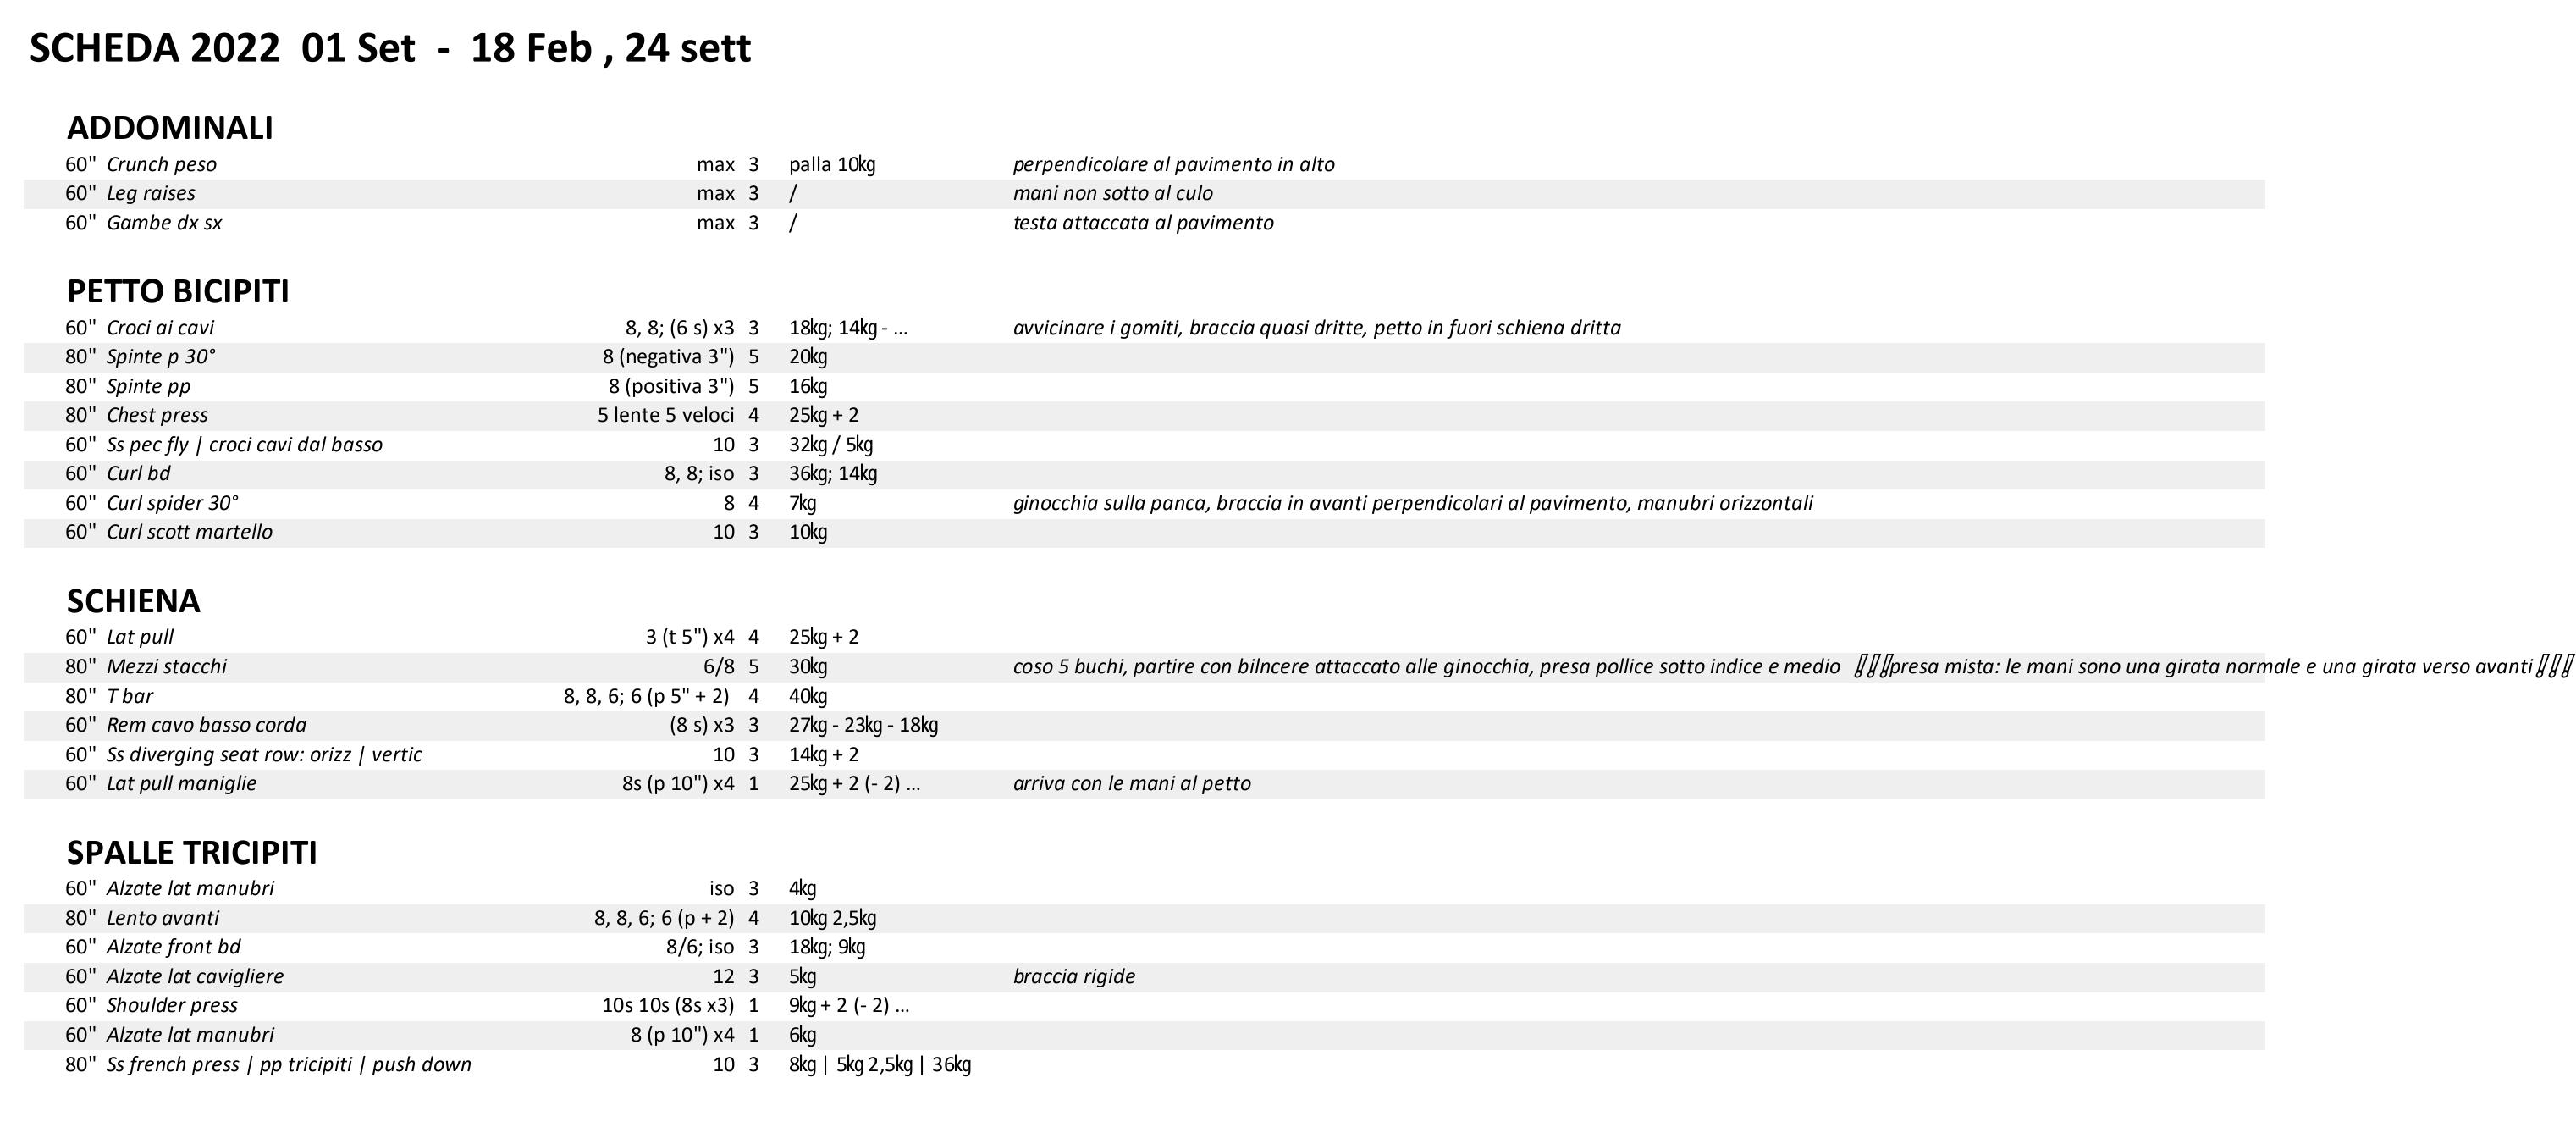 SCHEDA 2022 01 Set - 18 Feb , 24 sett
ADDOMINALI
60" Crunch peso max 3 palla 10kg perpendicolare al pavimento in alto
60" Leg raises max 3 / mani non sotto al culo
60" Gambe dx sx max 3 / testa attaccata al pavimento
PETTO BICIPITI
60" Croci ai cavi 8, 8; (6 s) x3 3 18kg; 14kg - ... avvicinare i gomiti, braccia quasi dritte, petto in fuori schiena dritta
80" Spinte p 30° 8 (negativa 3") 5 20kg
80" Spinte pp 8 (positiva 3") 5 16kg
80" Chest press 5 lente 5 veloci 4 25kg + 2
60" Ss pec fly | croci cavi dal basso 10 3 32kg / 5kg
60" Curl bd 8, 8; iso 3 36kg; 14kg
60" Curl spider 30° 8 4 7kg ginocchia sulla panca, braccia in avanti perpendicolari al pavimento, manubri orizzontali
60" Curl scott martello 10 3 10kg
SCHIENA
60" Lat pull 3 (t 5") x4 4 25kg + 2
80" Mezzi stacchi 6/8 5 30kg coso 5 buchi, partire con bilncere attaccato alle ginocchia, presa pollice sotto indice e medio ‼‼‼presa mista: le mani sono una girata normale e una girata verso avanti‼‼‼
80" T bar 8, 8, 6; 6 (p 5" + 2) 4 40kg
60" Rem cavo basso corda (8 s) x3 3 27kg - 23kg - 18kg
60" Ss diverging seat row: orizz | vertic 10 3 14kg + 2
60" Lat pull maniglie 8s (p 10") x4 1 25kg + 2 (- 2) ... arriva con le mani al petto
SPALLE TRICIPITI
60" Alzate lat manubri iso 3 4kg
80" Lento avanti 8, 8, 6; 6 (p + 2) 4 10kg 2,5kg
60" Alzate front bd 8/6; iso 3 18kg; 9kg
60" Alzate lat cavigliere 12 3 5kg braccia rigide
60" Shoulder press 10s 10s (8s x3) 1 9kg + 2 (- 2) ...
60" Alzate lat manubri 8 (p 10") x4 1 6kg
80" Ss french press | pp tricipiti | push down 10 3 8kg | 5kg 2,5kg | 36kg